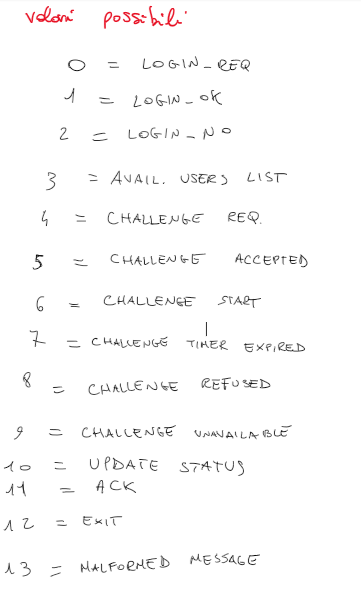 valori possibili
0 = LOGIN_REQ
1 = LOGIN_OK
2 = LOGIN_NO
3 = AVAIL. USERS LIST
4 = CHALLENGE REQ.
5 = CHALLENGE ACCEPTED
6 = CHALLENGE START
7 = CHALLENGE TIMER EXPIRED
8 = CHALLENGE REFUSED
9 = CHALLENGE UNAVAILABLE
10 = UPDATE STATUS
11 = ACK
12 = EXIT
13 = MALFORMED MESSAGE